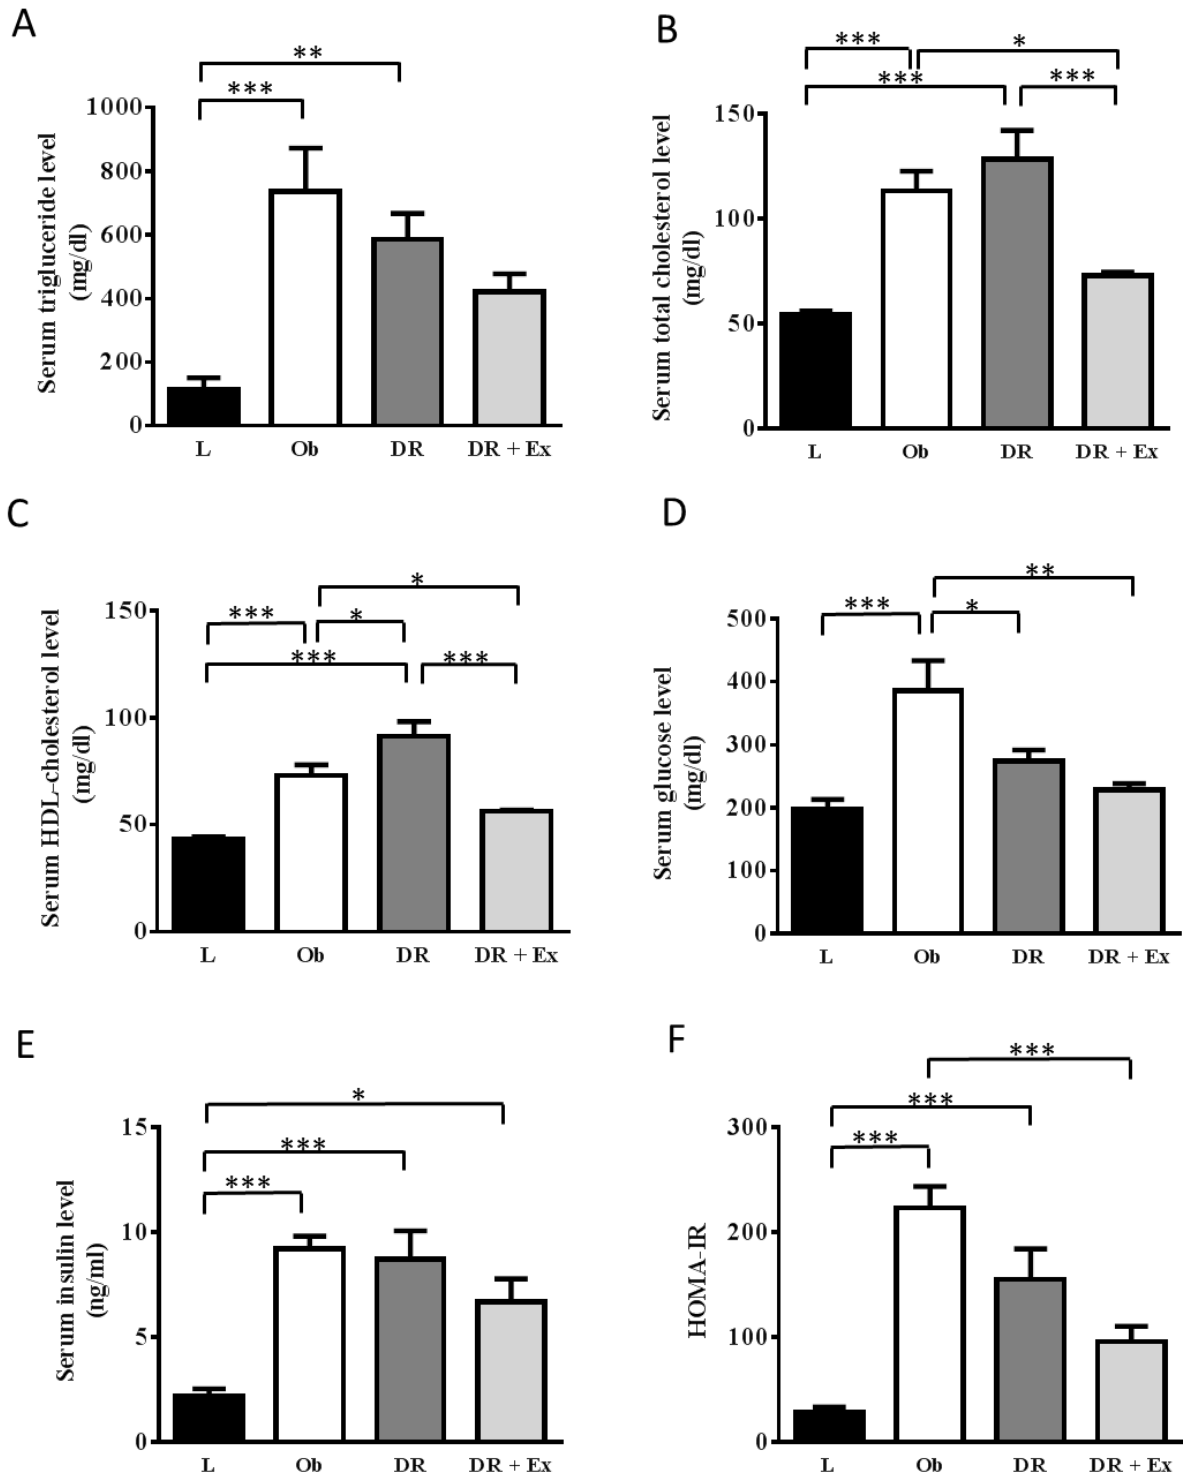 A
**
***
1000
800
600
400
200
0
Serum trigluceride level
(mg/dl)
L Ob DR DR + Ex
B
*** *
*** ***
150
100
50
0
Serum total cholesterol level
(mg/dl)
L Ob DR DR + Ex
C
*
*** *
*** ***
150
100
50
0
Serum HDL-cholesterol level
(mg/dl)
L Ob DR DR + Ex
D
**
*** *
500
400
300
200
100
0
Serum glucose level
(mg/dl)
L Ob DR DR + Ex
E
*
***
***
15
10
5
0
Serum insulin level
(ng/ml)
L Ob DR DR + Ex
F
***
***
***
300
200
100
0
HOMA-IR
L Ob DR DR + Ex